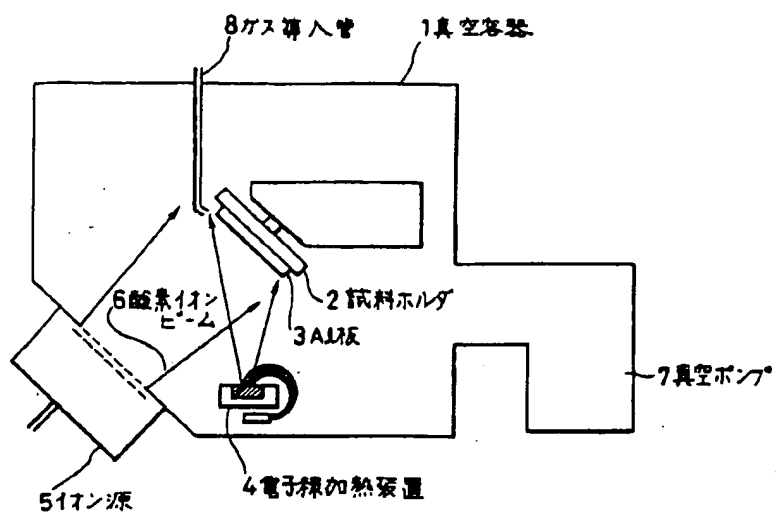 8ガス導入管
1真空容器
6酸素イオン
ビーム
2試料ホルダ
3Al板
7真空ポンプ
4電子線加熱装置
5イオン源